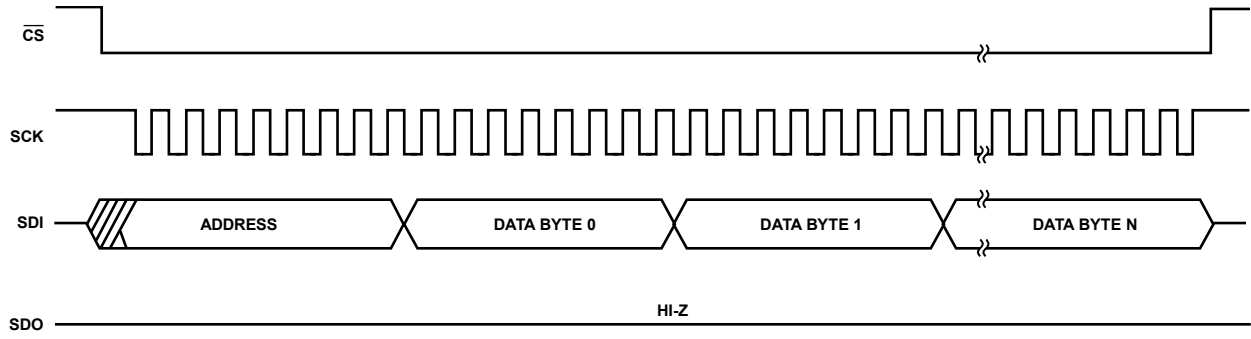 CS
SCK
SDI ADDRESS DATA BYTE 0 DATA BYTE 1 DATA BYTE N
HI-Z
SDO